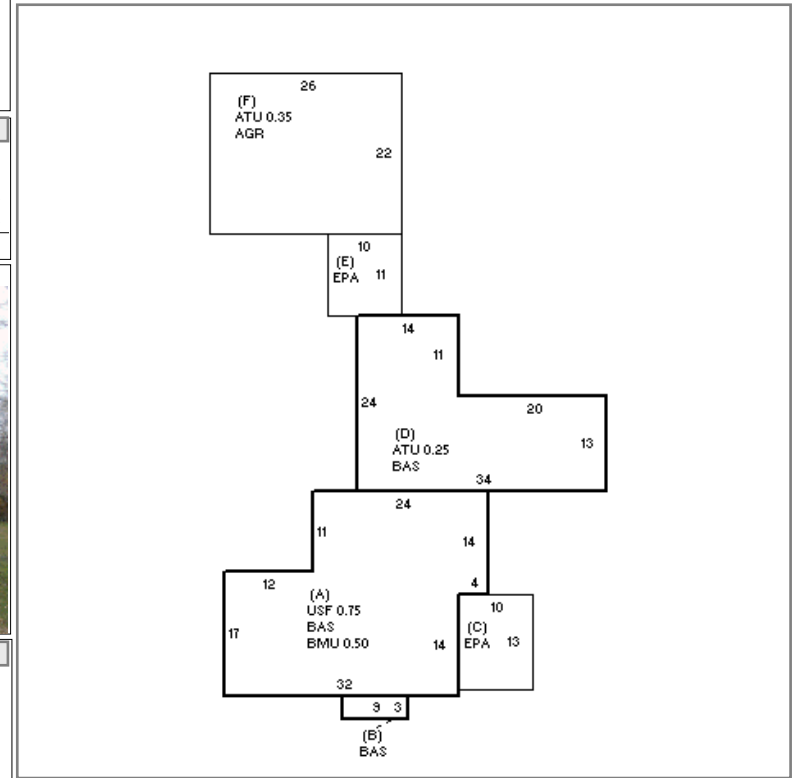 26
(F)
ATU 0.35
AGR
22
10
(E)
EPA 11
14
11
24
20
(D)
ATU 0.25
BAS
13
34
24
11
14
12
4
(A)
USF 0.75
BAS
BMU 0.50
10
(C)
EPA 13
17
14
32
9 3
(B)
BAS